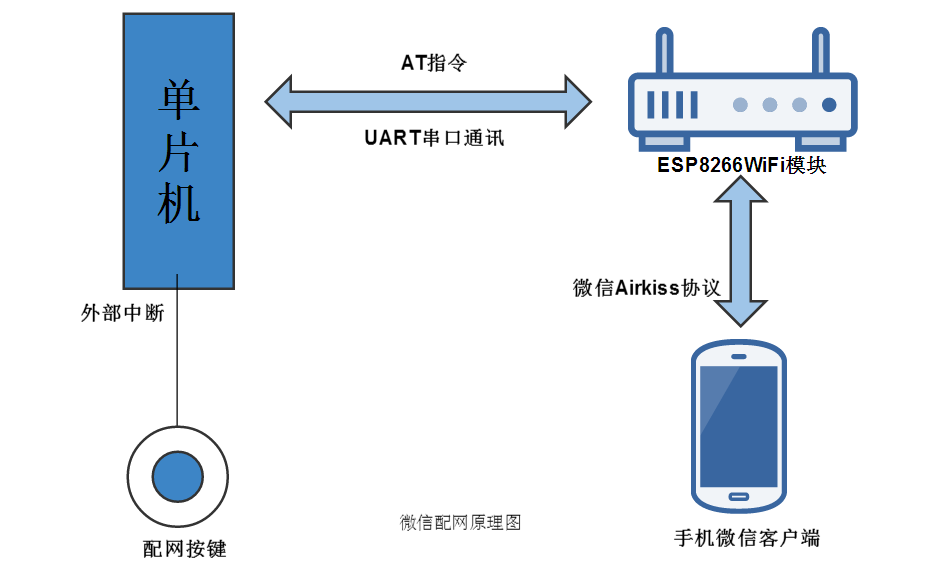 单片机
AT指令
UART串口通讯
ESP8266WiFi模块
外部中断
微信Airkiss协议
配网按键
微信配网原理图
手机微信客户端